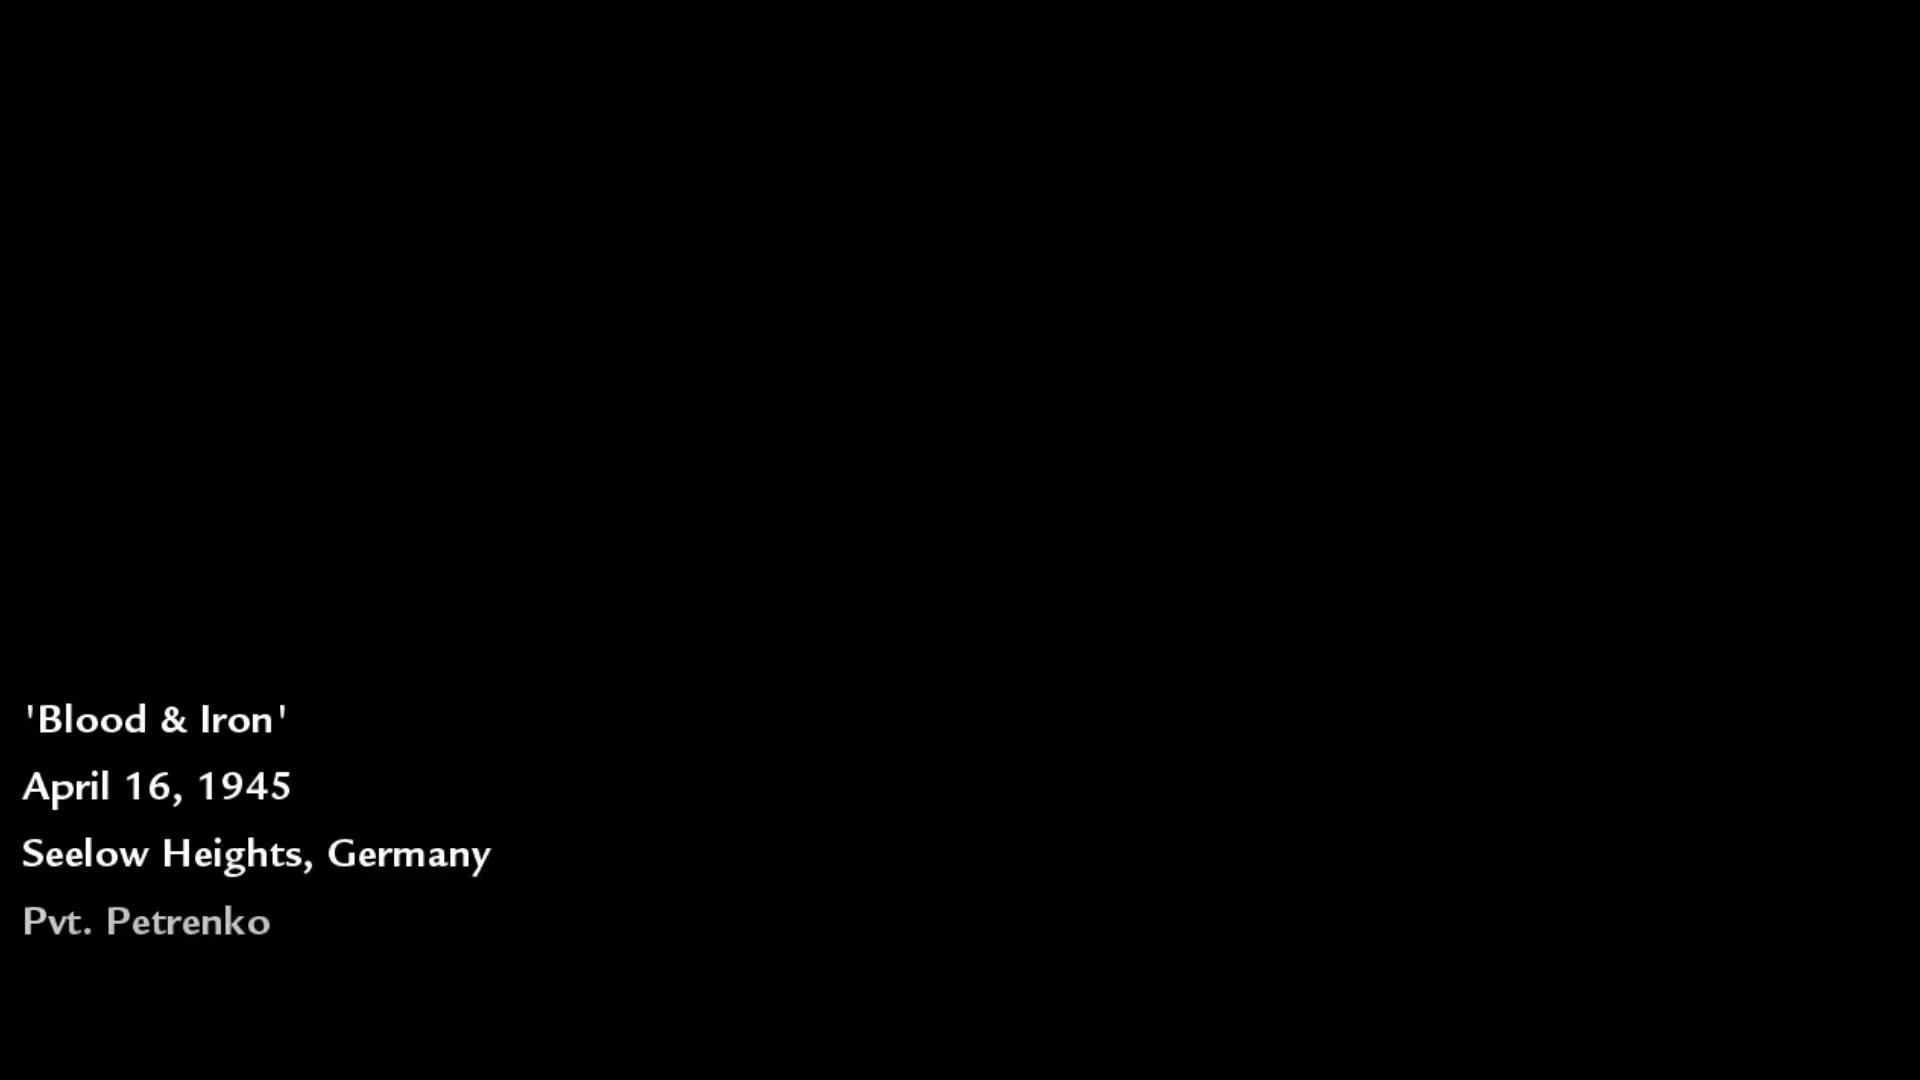 'Blood & Iron'
April 16, 1945
Seelow Heights, Germany
Pvt. Petrenko